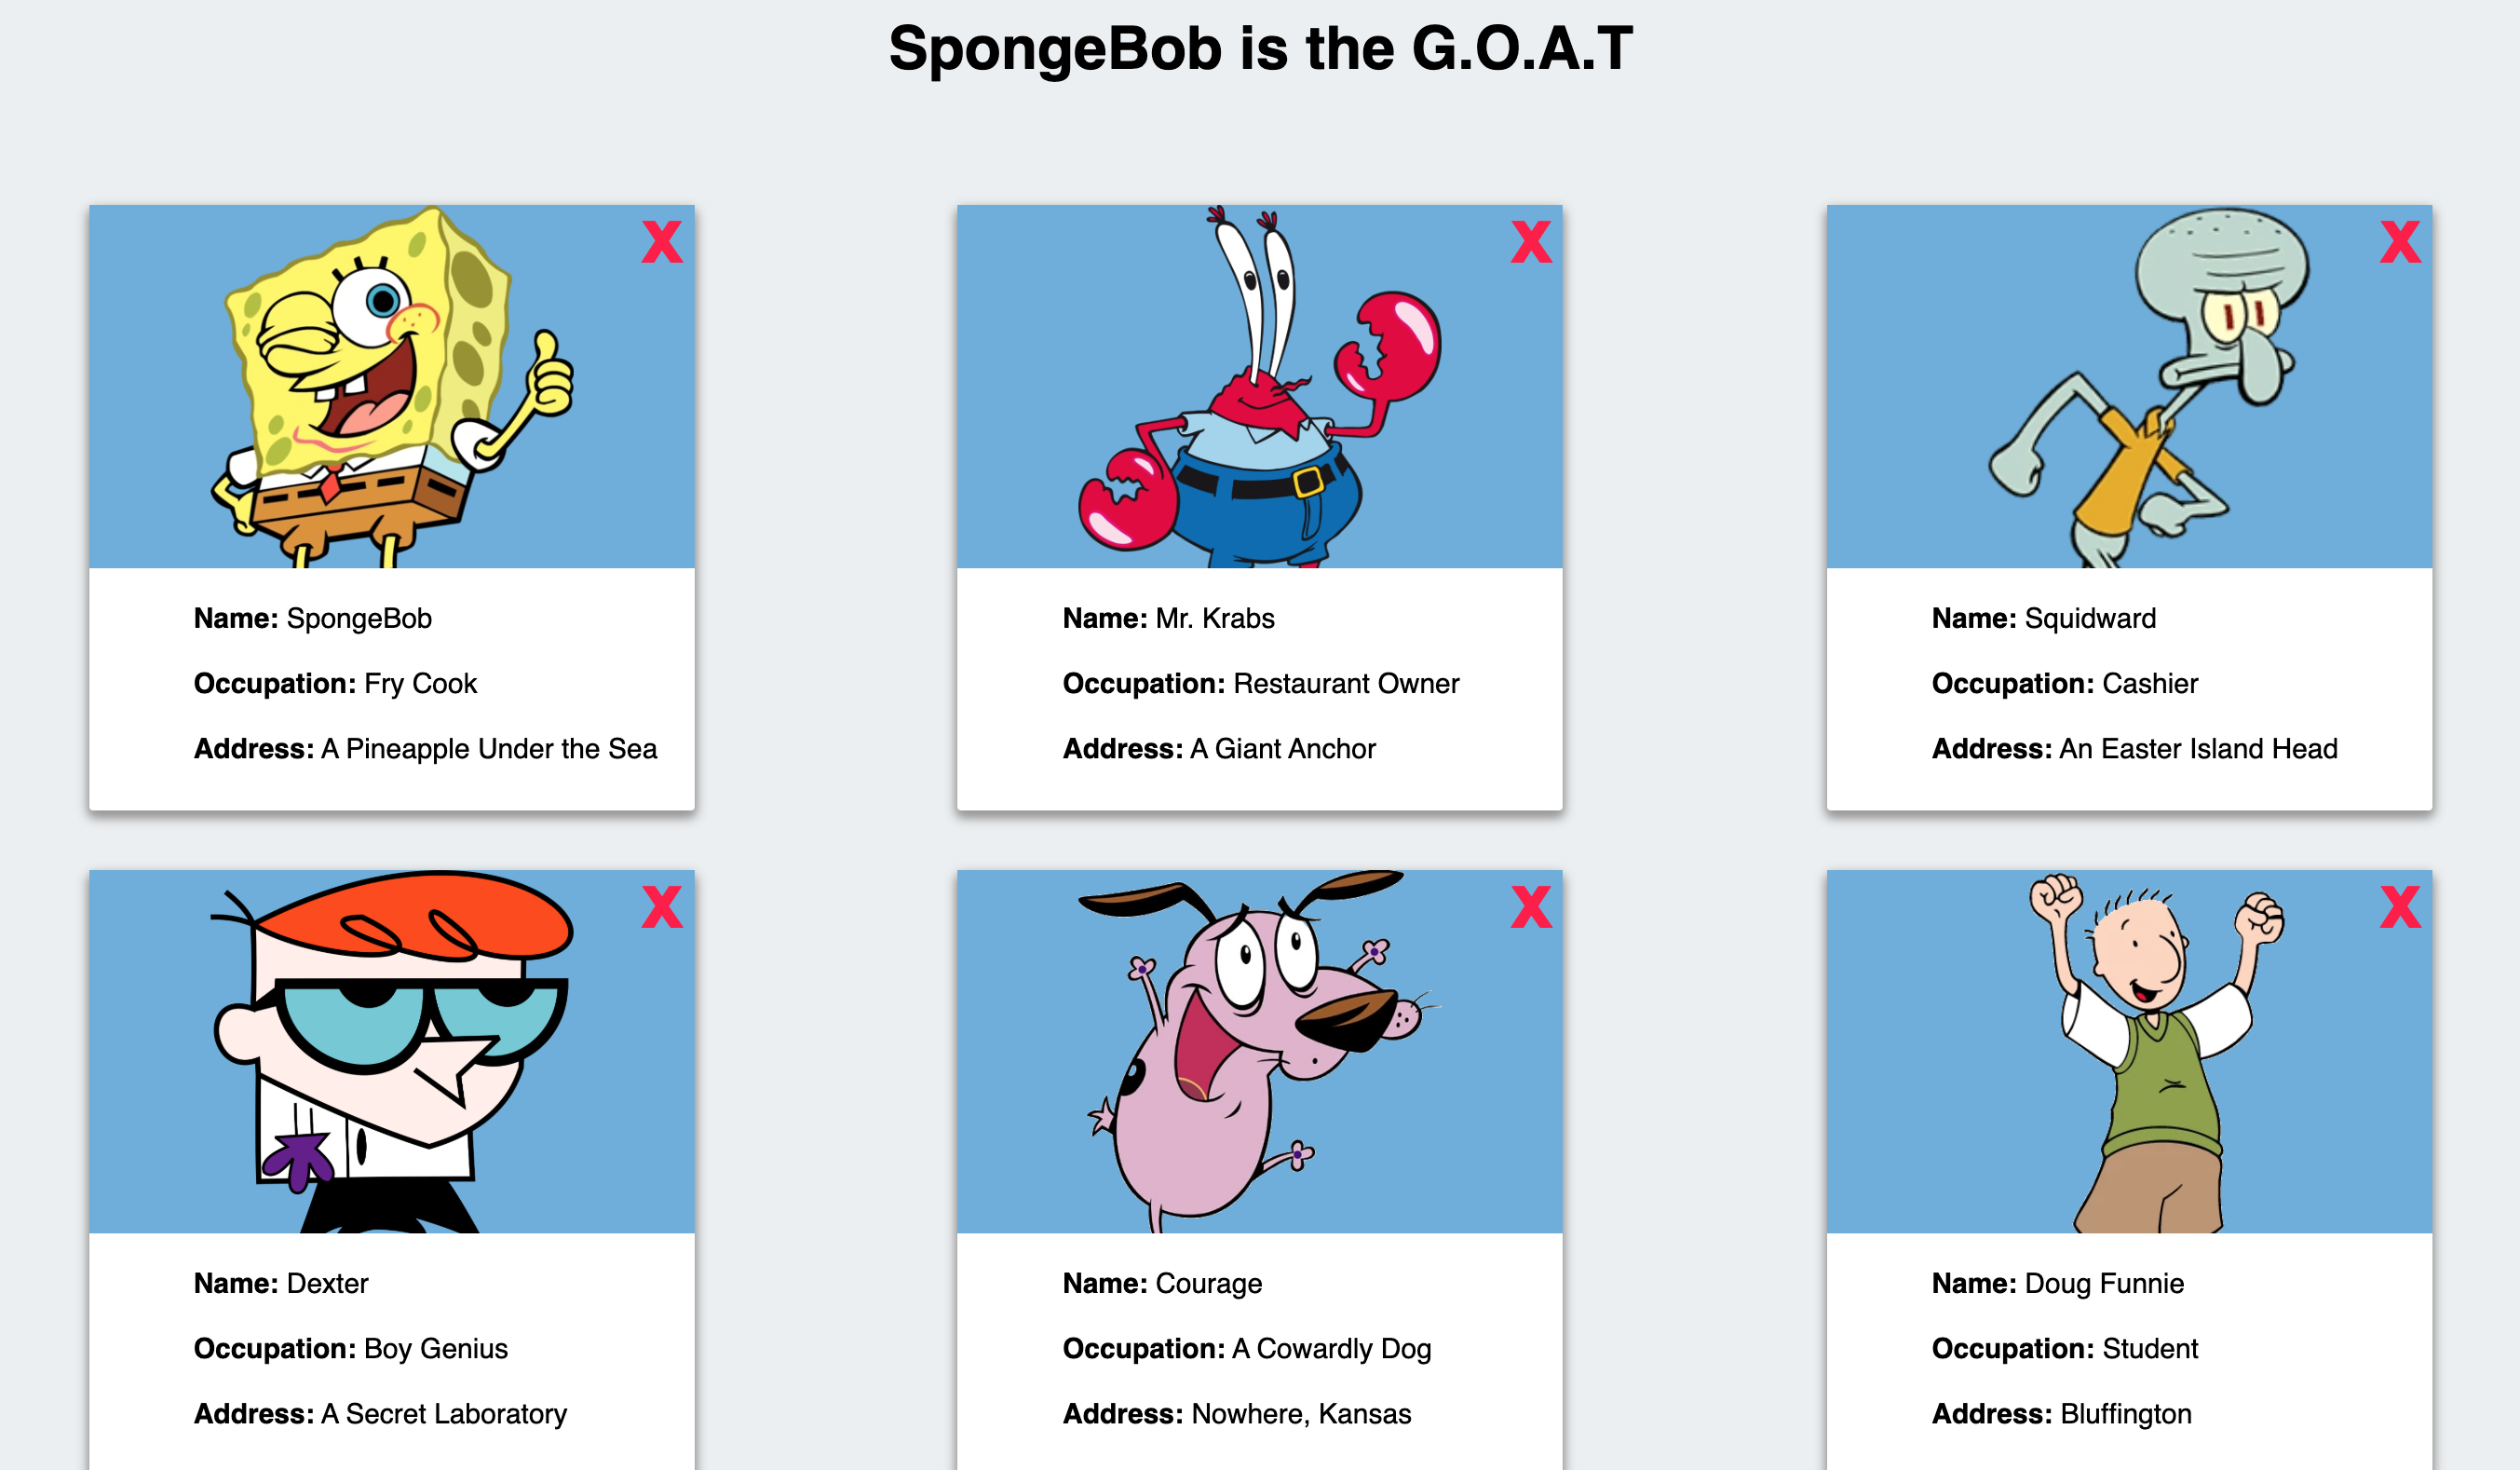 SpongeBob is the G.O.A.T
X
X
X
Name: SpongeBob
Occupation: Fry Cook
Address: A Pineapple Under the Sea
Name: Mr. Krabs
Occupation: Restaurant Owner
Address: A Giant Anchor
Name: Squidward
Occupation: Cashier
Address: An Easter Island Head
X
X
X
Name: Dexter
Occupation: Boy Genius
Address: A Secret Laboratory
Name: Courage
Occupation: A Cowardly Dog
Address: Nowhere, Kansas
Name: Doug Funnie
Occupation: Student
Address: Bluffington